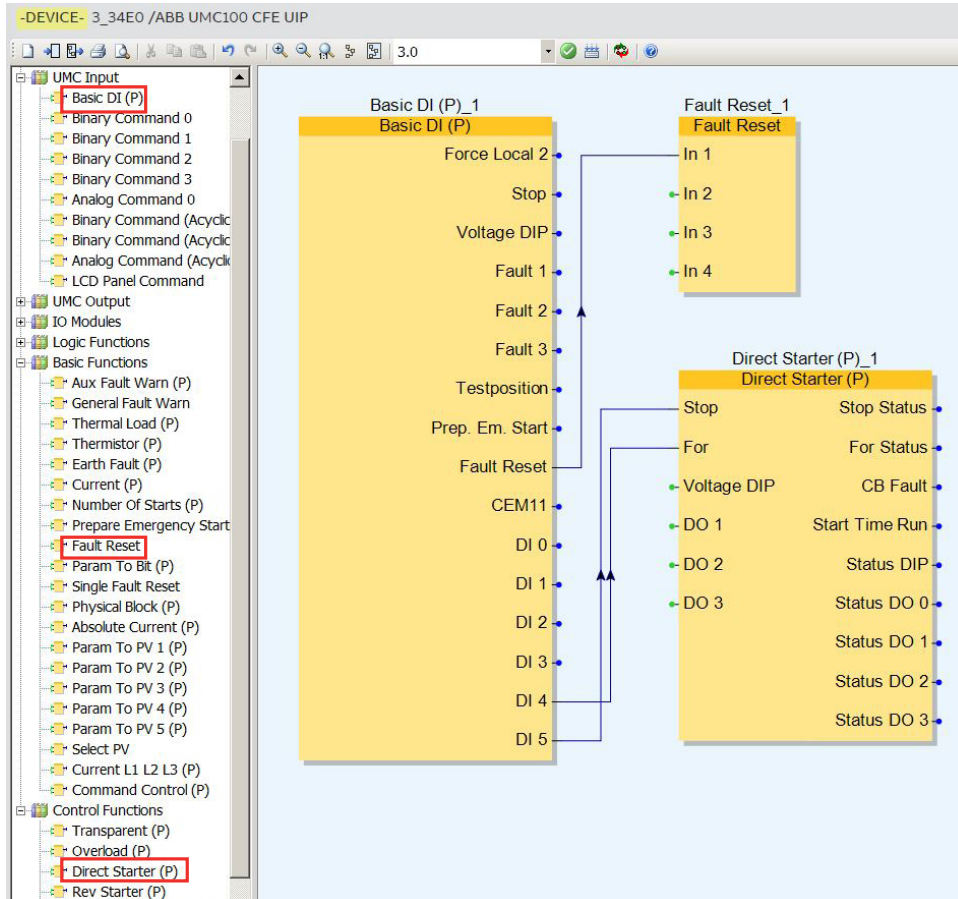 -DEVICE- 3_34E0 /ABB UMC100 CFE UIP
3.0
UMC Input
Basic DI (P)
Binary Command 0
Binary Command 1
Binary Command 2
Binary Command 3
Analog Command 0
Binary Command (Acyclic
Binary Command (Acyclic
Analog Command (Acyclic
LCD Panel Command
UMC Output
IO Modules
Logic Functions
Basic Functions
Aux Fault Warn (P)
General Fault Warn
Thermal Load (P)
Thermistor (P)
Earth Fault (P)
Current (P)
Number Of Starts (P)
Prepare Emergency Start
Fault Reset
Param To Bit (P)
Single Fault Reset
Physical Block (P)
Absolute Current (P)
Param To PV 1 (P)
Param To PV 2 (P)
Param To PV 3 (P)
Param To PV 4 (P)
Param To PV 5 (P)
Select PV
Current L1 L2 L3 (P)
Command Control (P)
Control Functions
Transparent (P)
Overload (P)
Direct Starter (P)
Rev Starter (P)
Basic DI (P)_1
Basic DI (P)
Force Local 2
Stop
Voltage DIP
Fault 1
Fault 2
Fault 3
Testposition
Prep. Em. Start
Fault Reset
CEM11
DI 0
DI 1
DI 2
DI 3
DI 4
DI 5
Fault Reset_1
Fault Reset
In 1
In 2
In 3
In 4
Direct Starter (P)_1
Direct Starter (P)
Stop Stop Status
For For Status
Voltage DIP CB Fault
DO 1 Start Time Run
DO 2 Status DIP
DO 3 Status DO 0
Status DO 1
Status DO 2
Status DO 3